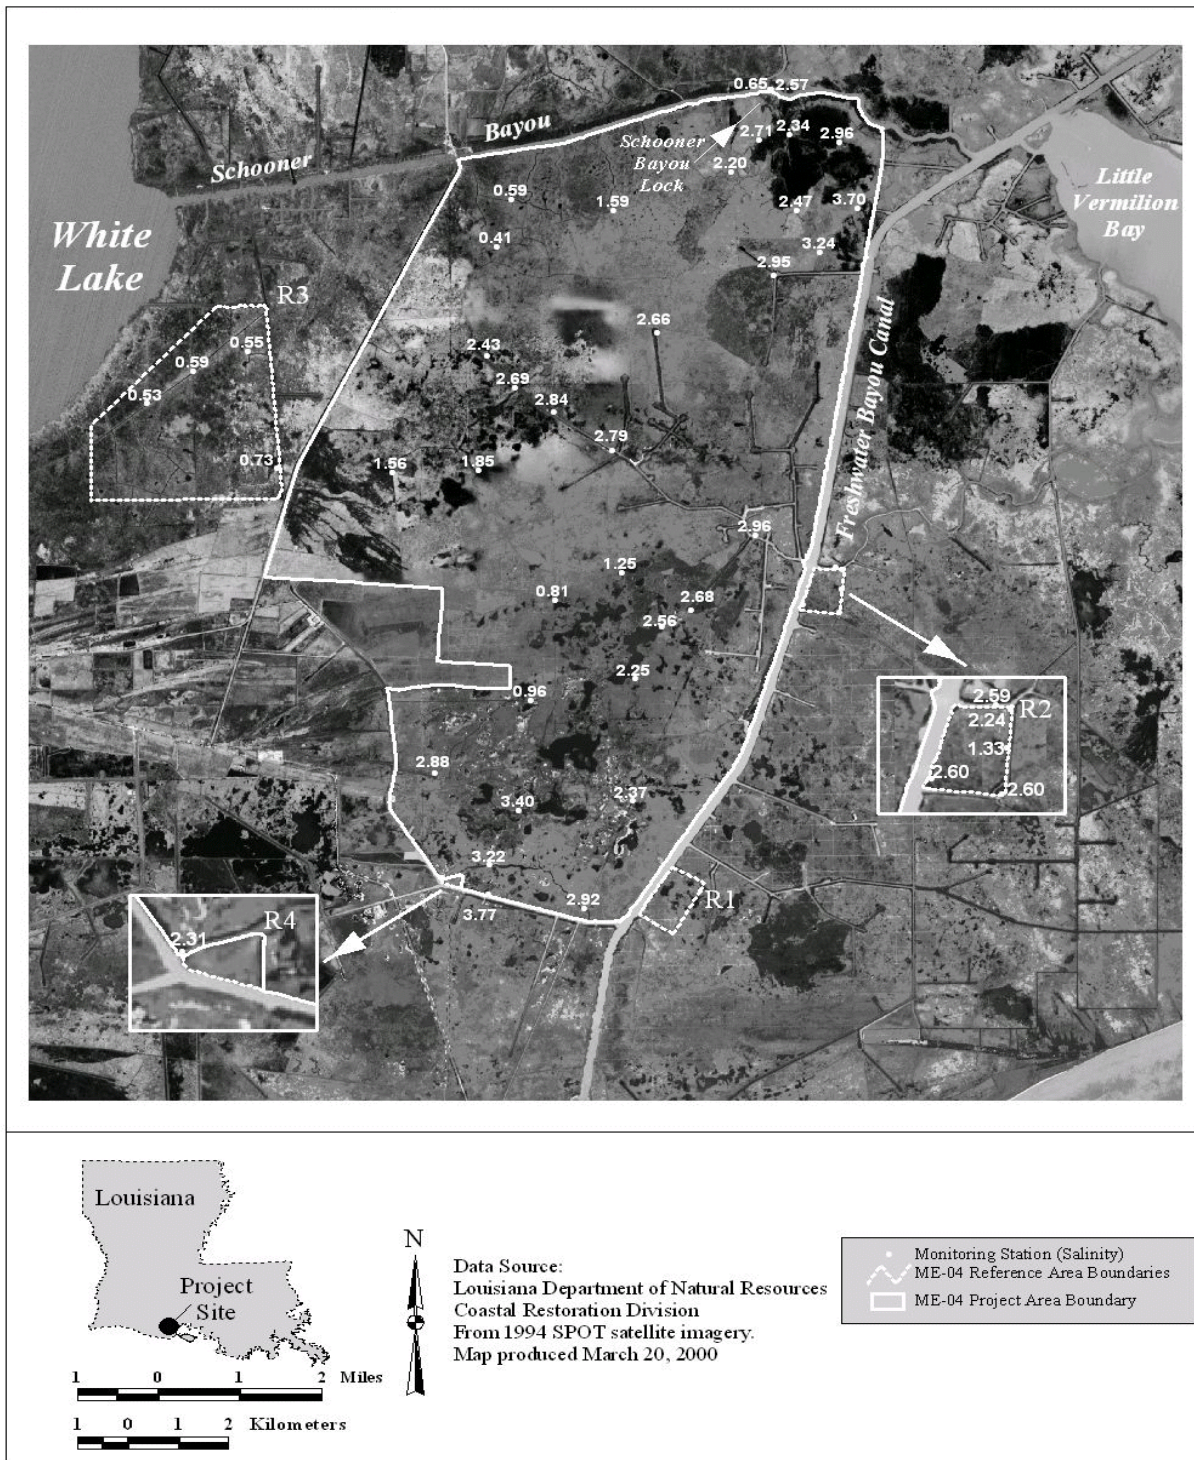 0.65 2.57
Bayou
Schooner
2.71 2.34 2.96
Schooner
Bayou
Lock
2.20
0.59
1.59
2.47 3.70
Little
Vermilion
Bay
White
Lake
0.41
3.24
2.95
R3
2.66
Freshwater Bayou Canal
0.55
2.43
0.59
2.69
0.53
2.84
2.79
0.73
1.56 1.85
2.96
1.25
0.81
2.68
2.56
2.25
0.96
2.59
R2
2.24
1.33
2.60
2.60
2.88
3.40
2.37
3.22
2.92
R1
3.77
R4
2.31
Louisiana
Project
Site
N
Data Source:
Louisiana Department of Natural Resources
Coastal Restoration Division
From 1994 SPOT satellite imagery.
Map produced March 20, 2000
Monitoring Station (Salinity)
ME-04 Reference Area Boundaries
ME-04 Project Area Boundary
1 0 1 2 Miles
1 0 1 2 Kilometers